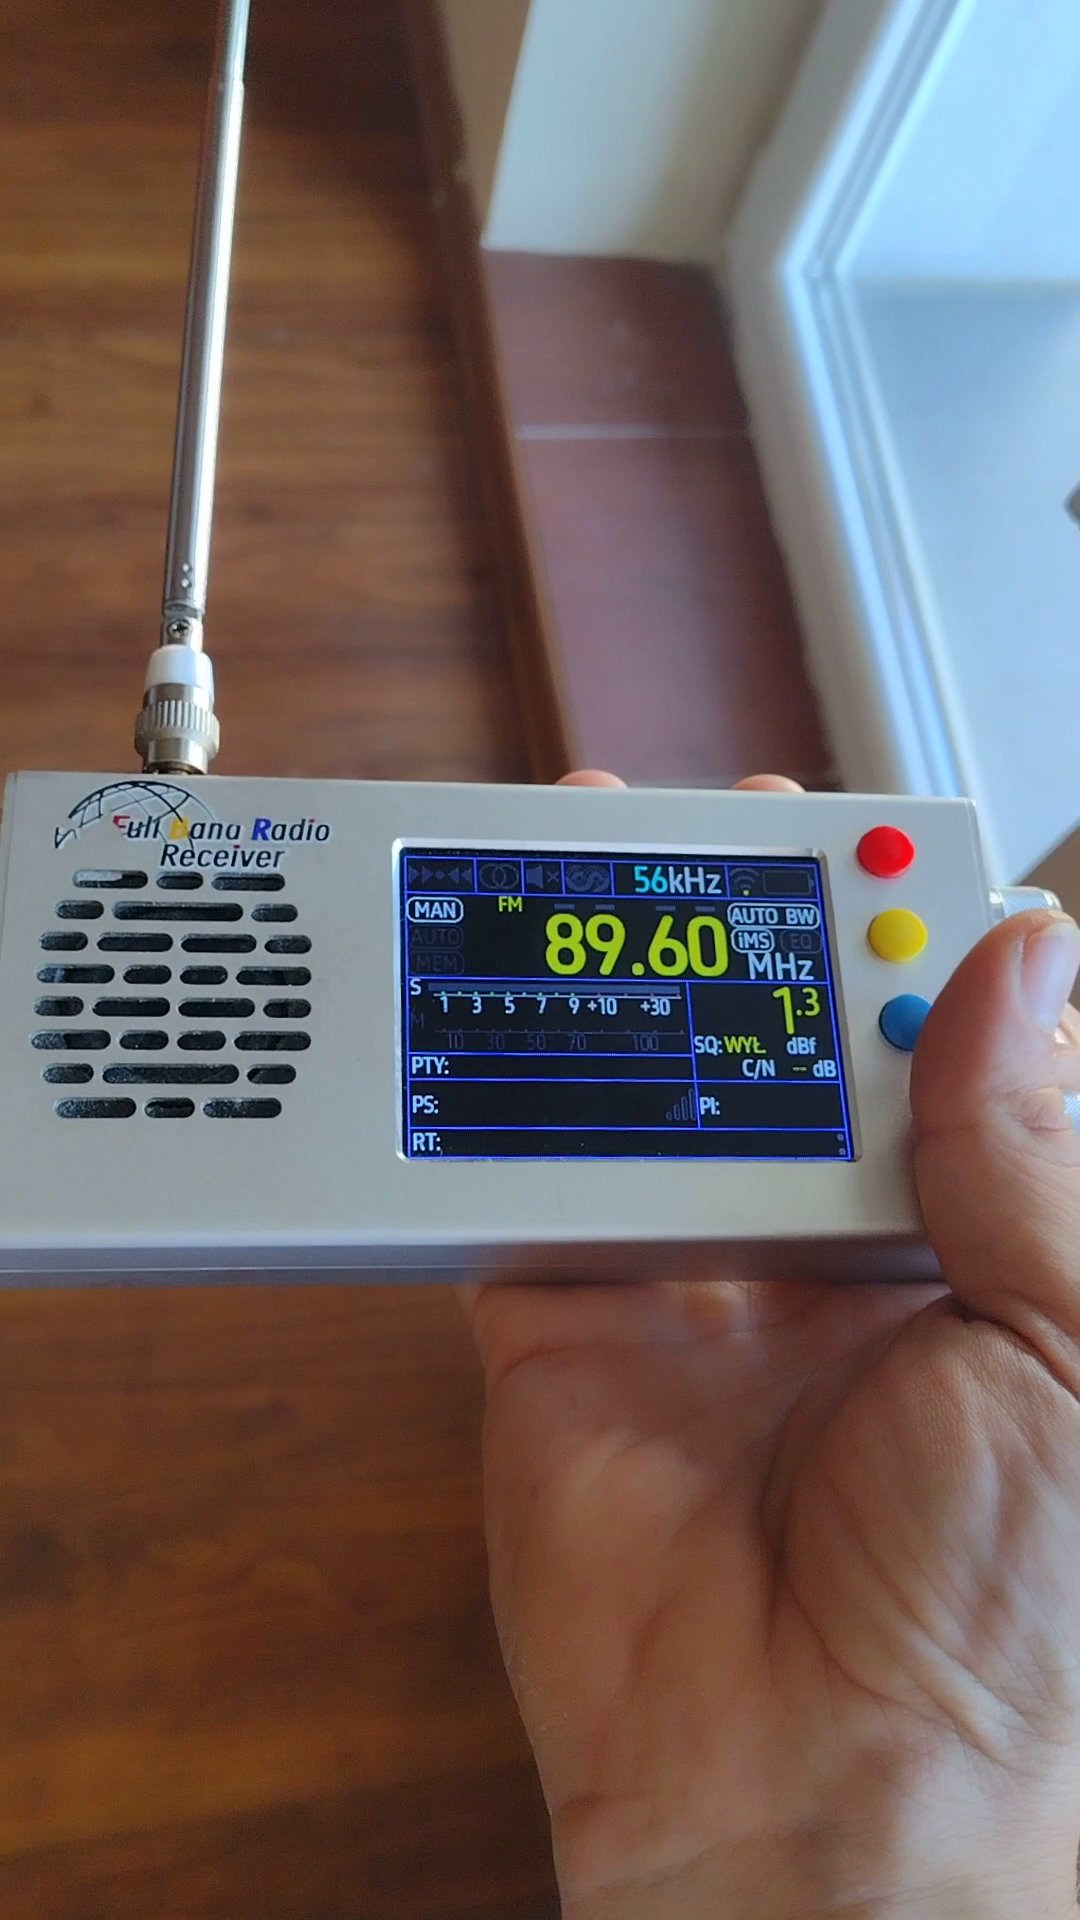 Full Band Radio
Receiver
56kHz
MAN
FM
AUTO BW
AUTO
89.60
iMS
EQ
MEM
MHz
S
1 3 5 7 9 +10 +30
1.3
M
10 30 50 70 100
SQ:WYŁ dBf
C/N -- dB
PTY:
PS:
PI:
RT: